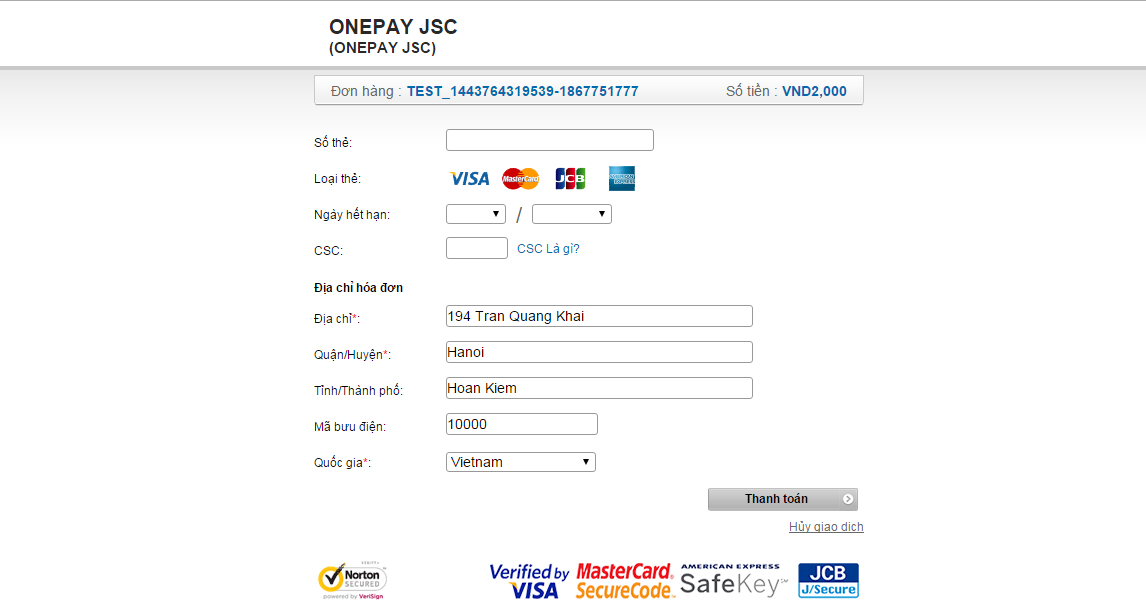 ONEPAY JSC
(ONEPAY JSC)
Đơn hàng : TEST_1443764319539-1867751777 Số tiền : VND2,000
Số thẻ:
Loại thẻ: VISA MasterCard JCB AMERICAN EXPRESS
Ngày hết hạn: /
CSC: CSC Là gì?
Địa chỉ hóa đơn
Địa chỉ*: 194 Tran Quang Khai
Quận/Huyện*: Hanoi
Tỉnh/Thành phố: Hoan Kiem
Mã bưu điện: 10000
Quốc gia*: Vietnam
Thanh toán
Hủy giao dich
Norton SECURED powered by VeriSign
Verified by VISA
MasterCard. SecureCode.
AMERICAN EXPRESS SafeKey SM
JCB J/Secure